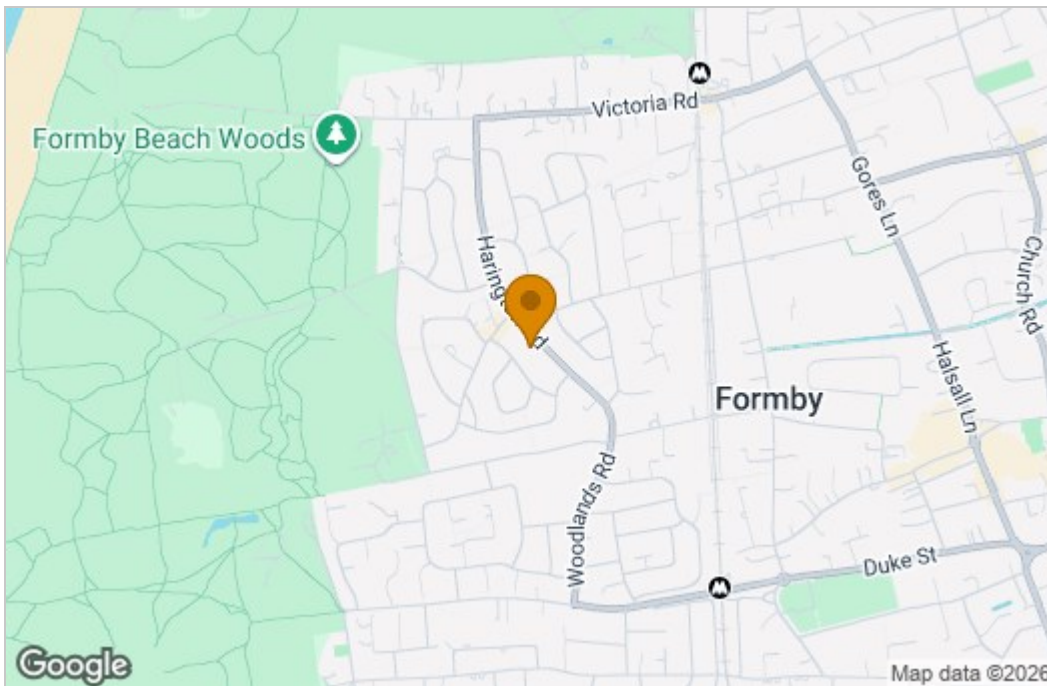 Victoria Rd
Formby Beach Woods
Gores Ln
Church Rd
Halsall Ln
Formby
Woodlands Rd
Duke St
Google
Map data ©2026